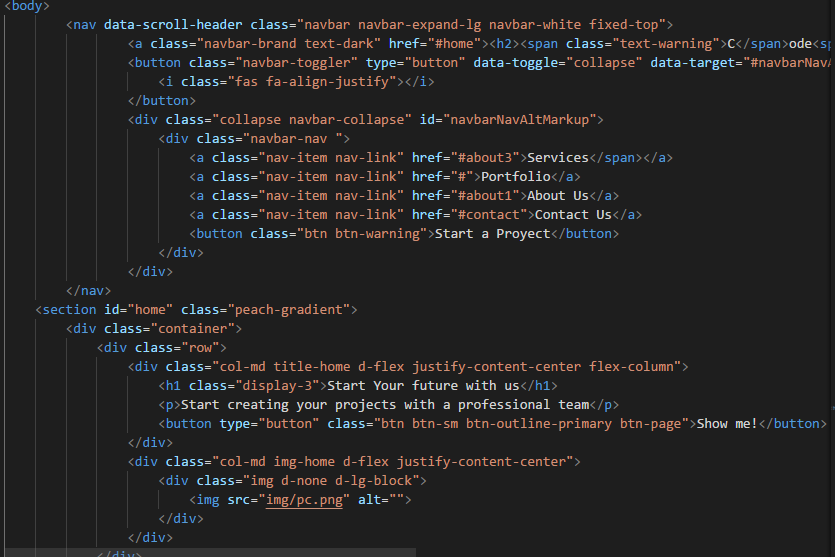 <body>
<nav data-scroll-header class="navbar navbar-expand-lg navbar-white fixed-top">
<a class="navbar-brand text-dark" href="#home"><h2><span class="text-warning">C</span>ode<sp
<button class="navbar-toggler" type="button" data-toggle="collapse" data-target="#navbarNavA
<i class="fas fa-align-justify"></i>
</button>
<div class="collapse navbar-collapse" id="navbarNavAltMarkup">
<div class="navbar-nav ">
<a class="nav-item nav-link" href="#about3">Services</span></a>
<a class="nav-item nav-link" href="#">Portfolio</a>
<a class="nav-item nav-link" href="#about1">About Us</a>
<a class="nav-item nav-link" href="#contact">Contact Us</a>
<button class="btn btn-warning">Start a Proyect</button>
</div>
</div>
</nav>
<section id="home" class="peach-gradient">
<div class="container">
<div class="row">
<div class="col-md title-home d-flex justify-content-center flex-column">
<h1 class="display-3">Start Your future with us</h1>
<p>Start creating your projects with a professional team</p>
<button type="button" class="btn btn-sm btn-outline-primary btn-page">Show me!</button>
</div>
<div class="col-md img-home d-flex justify-content-center">
<div class="img d-none d-lg-block">
<img src="img/pc.png" alt="">
</div>
</div>
</div>